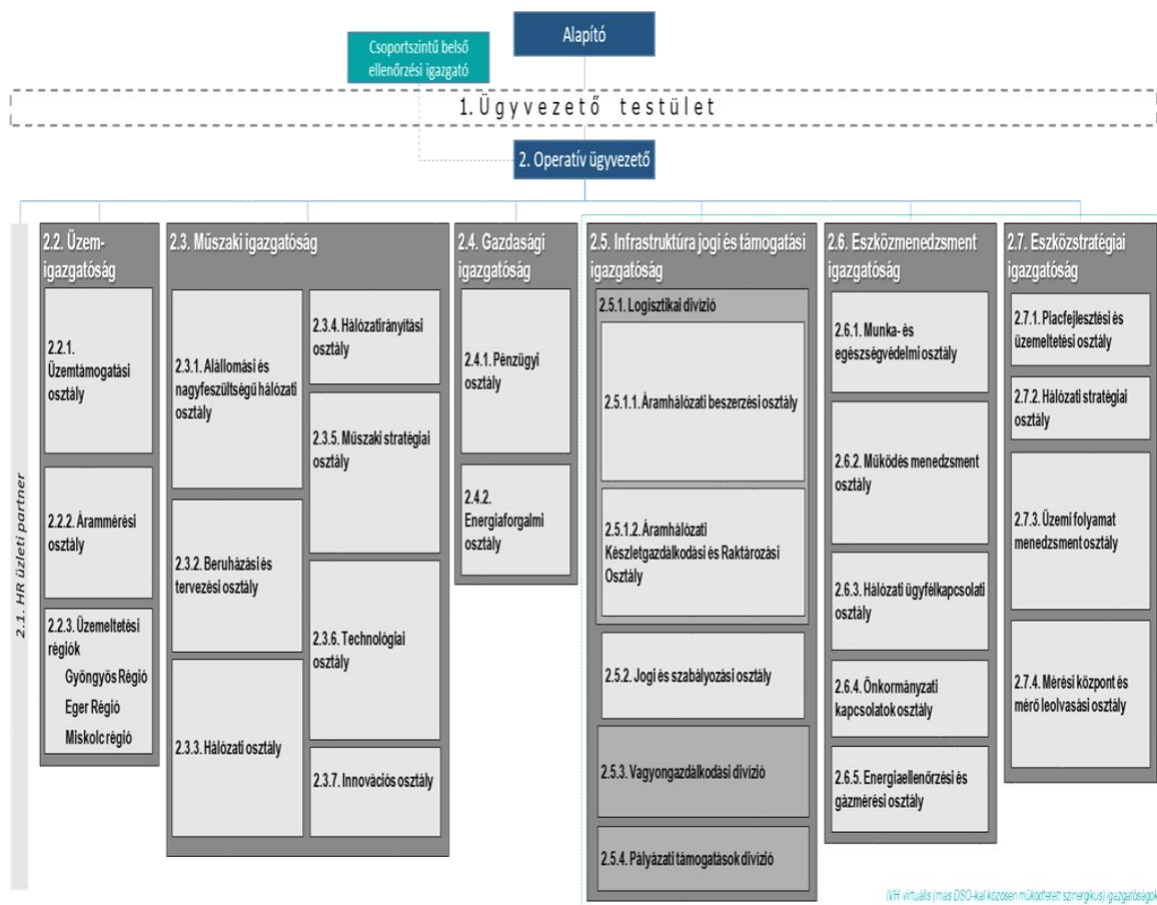 Alapító
Csoportszintű belső
ellenőrzési igazgató
1. Ügyvezető testület
2. Operatív ügyvezető
2.1. HR üzleti partner
2.2. Üzem-
igazgatóság
2.2.1.
Üzemtámogatási
osztály
2.2.2. Árammérési
osztály
2.2.3. Üzemeltetési
régiók
Gyöngyös Régió
Eger Régió
Miskolc régió
2.3. Műszaki igazgatóság
2.3.1. Alállomási és
nagyfeszültségű hálózati
osztály
2.3.2. Beruházási és
tervezési osztály
2.3.3. Hálózati osztály
2.3.4. Hálózatirányítási
osztály
2.3.5. Műszaki stratégiai
osztály
2.3.6. Technológiai
osztály
2.3.7. Innovációs osztály
2.4. Gazdasági
igazgatóság
2.4.1. Pénzügyi
osztály
2.4.2.
Energiaforgalmi
osztály
2.5. Infrastruktúra jogi és támogatási
igazgatóság
2.5.1. Logisztikai divízió
2.5.1.1. Áramhálózati beszerzési osztály
2.5.1.2. Áramhálózati
Készletgazdálkodási és Raktározási
Osztály
2.5.2. Jogi és szabályozási osztály
2.5.3. Vagyongazdálkodási divízió
2.5.4. Pályázati támogatások divízió
2.6. Eszközmenedzsment
igazgatóság
2.6.1. Munka- és
egészségvédelmi osztály
2.6.2. Működés menedzsment
osztály
2.6.3. Hálózati ügyfélkapcsolati
osztály
2.6.4. Önkormányzati
kapcsolatok osztály
2.6.5. Energiaellenőrzési és
gázmérési osztály
2.7. Eszközstratégiai
igazgatóság
2.7.1. Piacfejlesztési és
üzemeltetési osztály
2.7.2. Hálózati stratégiai
osztály
2.7.3. Üzemi folyamat
menedzsment osztály
2.7.4. Mérési központ és
mérő leolvasási osztály
IVH virtuális (más DSO-kal közösen működtetett szinergikus) igazgatóságok